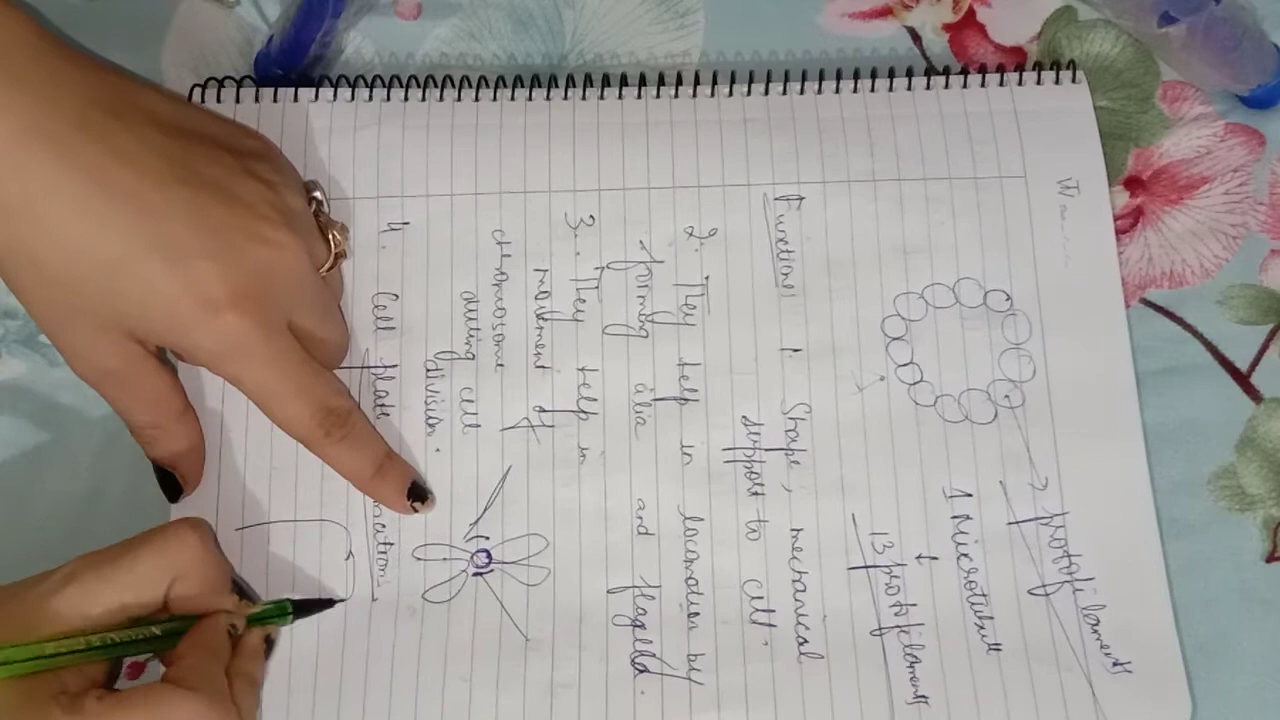 → protofilaments
1 Microtubule
↓
13 protofilaments
Functions 1. Shape, mechanical
support to cell.
2. They help in locomotion by
forming cilia and flagella.
3. They help in
movement of
chromosome
during cell
division.
4. Cell plate